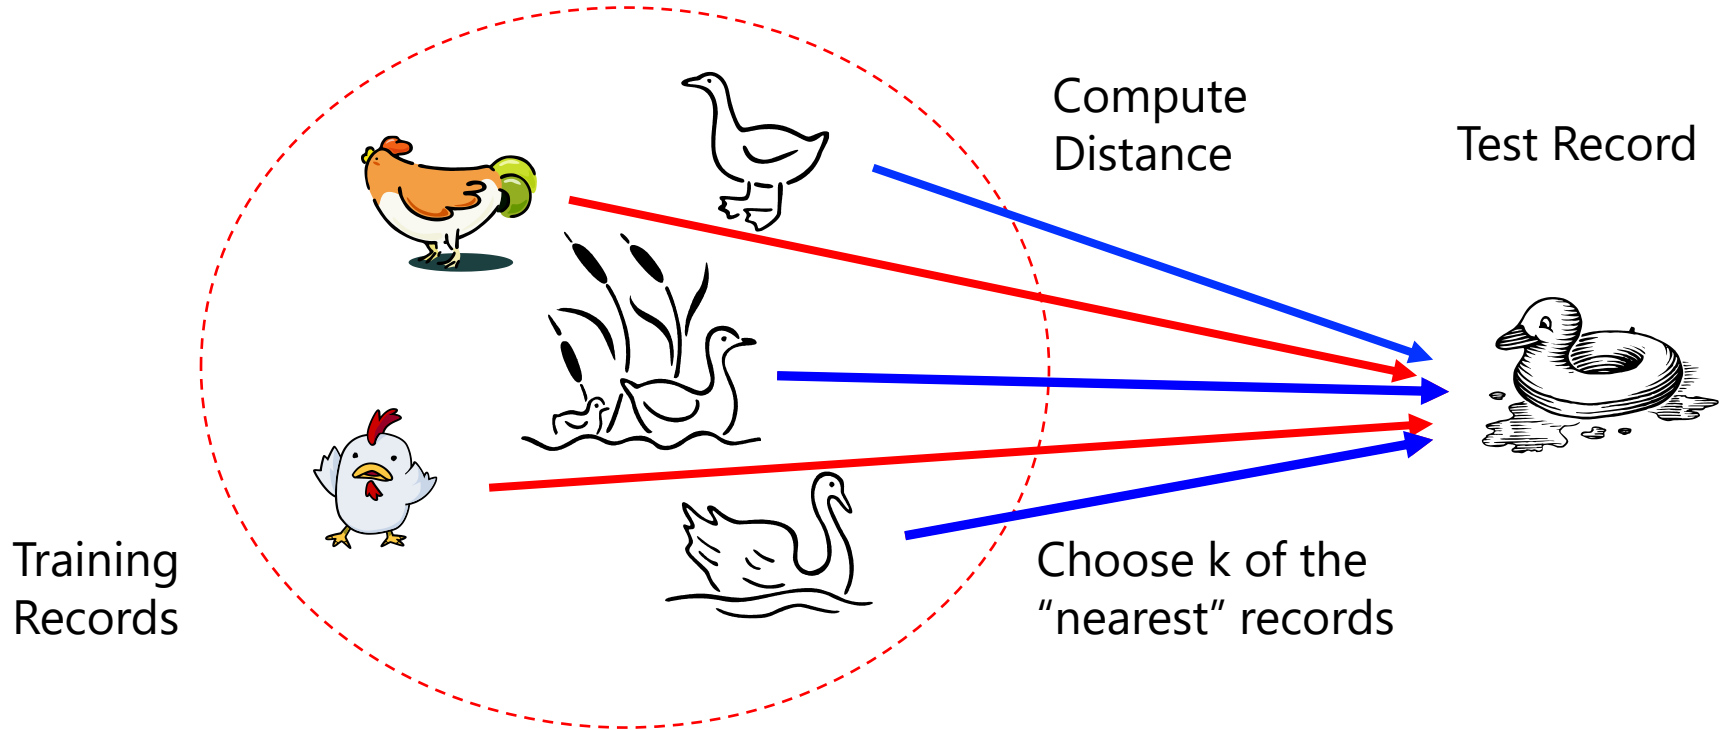 Compute
Distance
Test Record
Training
Records
Choose k of the
“nearest” records